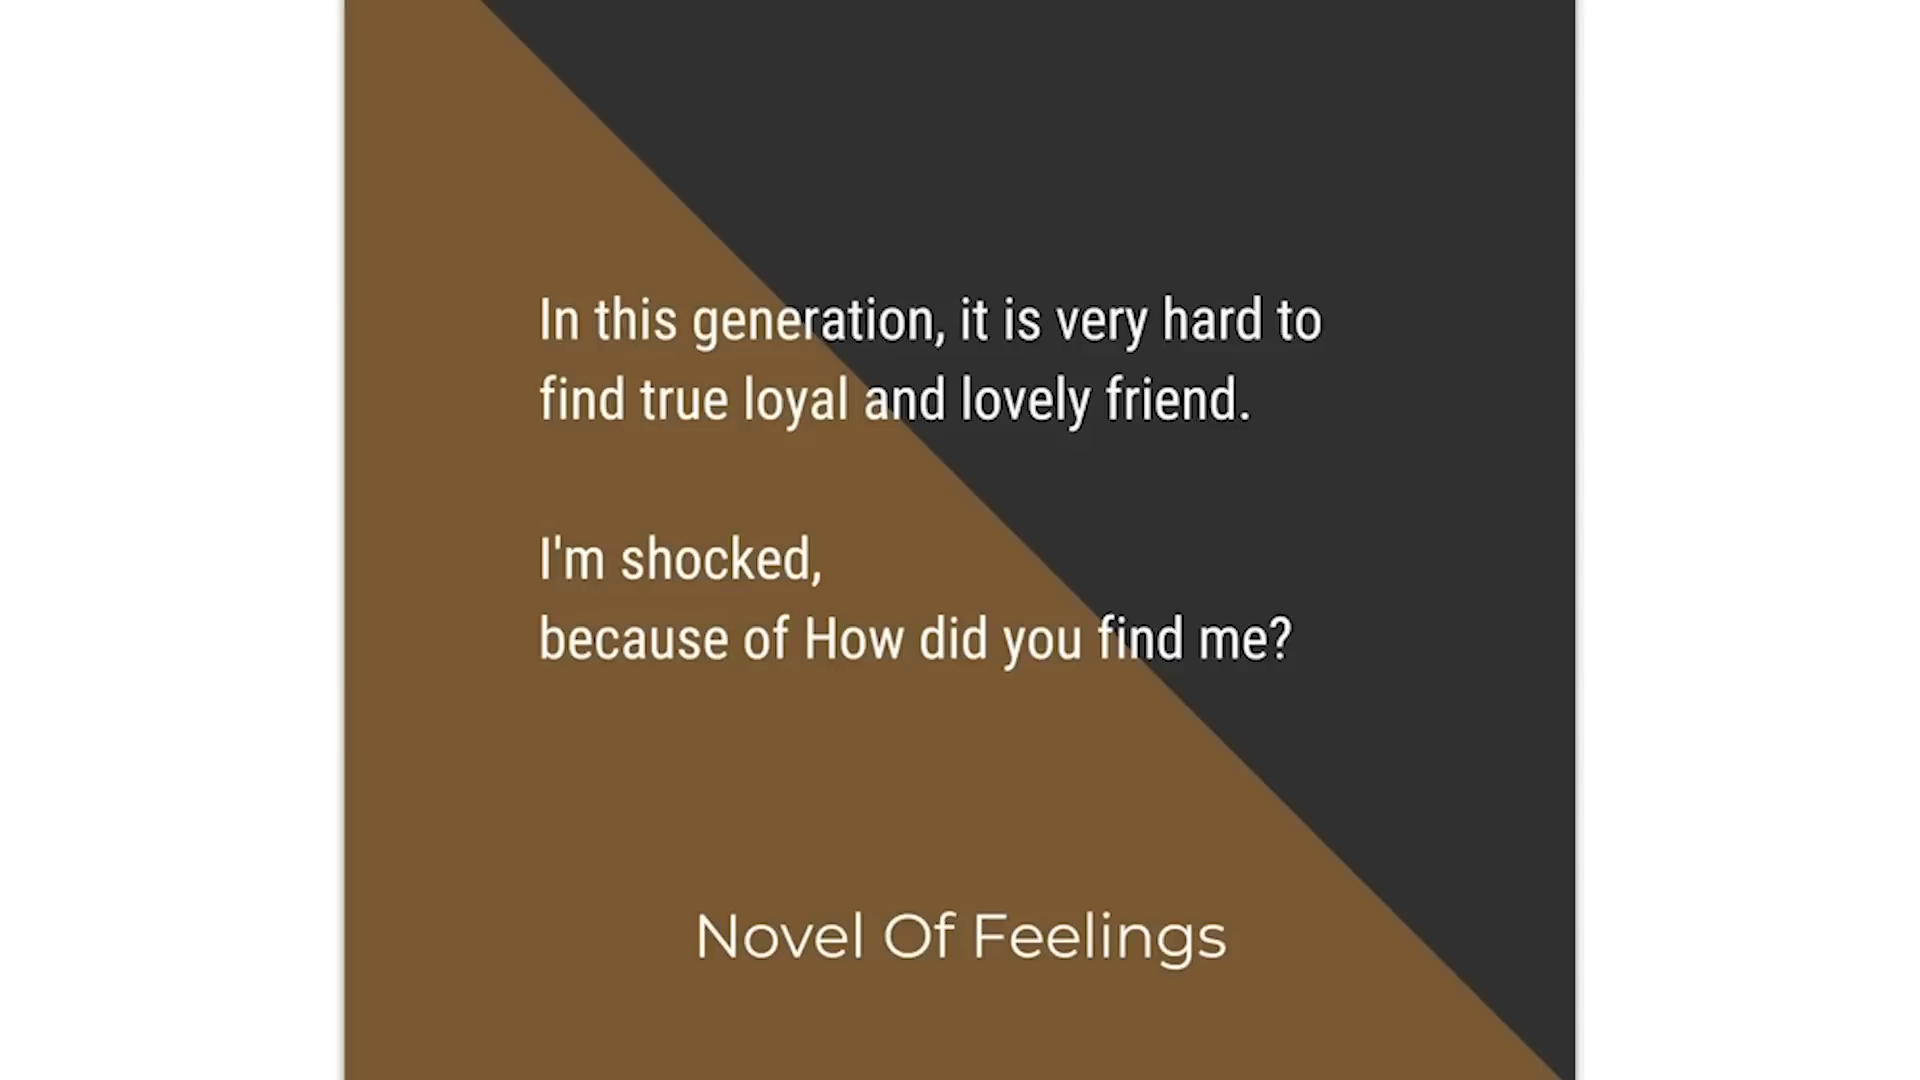 In this generation, it is very hard to
find true loyal and lovely friend.
I'm shocked,
because of How did you find me?
Novel Of Feelings